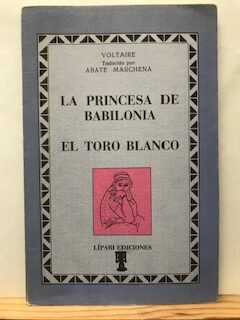 VOLTAIRE
Traducido por
ABATE MARCHENA
LA PRINCESA DE
BABILONIA
EL TORO BLANCO
LÍPARI EDICIONES